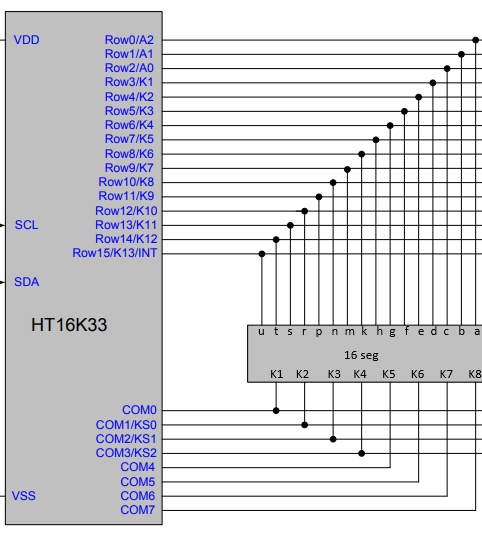 VDD
Row0/A2
Row1/A1
Row2/A0
Row3/K1
Row4/K2
Row5/K3
Row6/K4
Row7/K5
Row8/K6
Row9/K7
Row10/K8
Row11/K9
Row12/K10
SCL
Row13/K11
Row14/K12
Row15/K13/INT
SDA
HT16K33
u t s r p n m k h g f e d c b a
16 seg
K1 K2 K3 K4 K5 K6 K7 K8
COM0
COM1/KS0
COM2/KS1
COM3/KS2
COM4
COM5
VSS
COM6
COM7